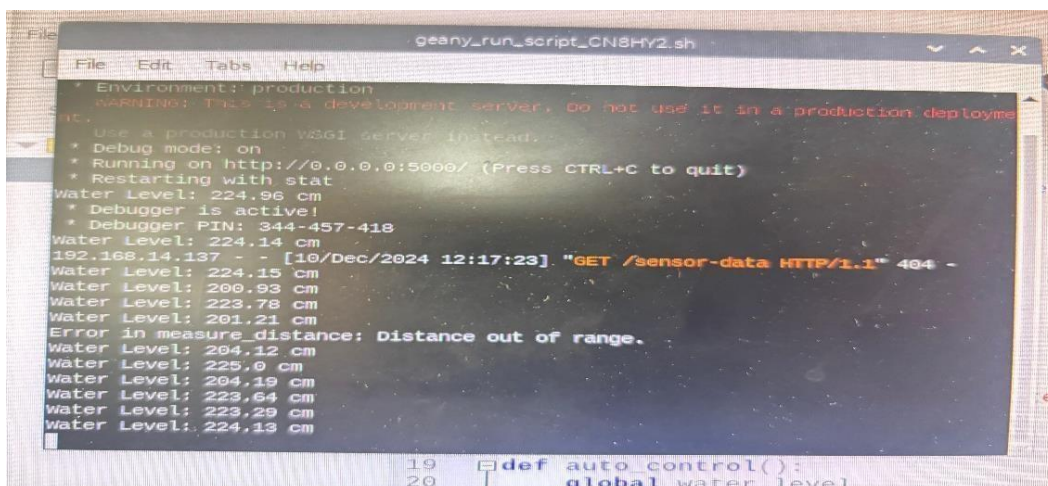 File
geany_run_script_CN8HY2.sh
File Edit Tabs Help
* Environment: production
WARNING: This is a development server. Do not use it in a production deployme
nt.
Use a production WSGI server instead.
* Debug mode: on
* Running on http://0.0.0.0:5000/ (Press CTRL+C to quit)
* Restarting with stat
Water Level: 224.96 cm
* Debugger is active!
* Debugger PIN: 344-457-418
Water Level: 224.14 cm
192.168.14.137 - - [10/Dec/2024 12:17:23] "GET /sensor-data HTTP/1.1" 404 -
Water Level: 224.15 cm
Water Level: 200.93 cm
Water Level: 223.78 cm
Water Level: 201.21 cm
Error in measure_distance: Distance out of range.
Water Level: 204.12 cm
Water Level: 225.0 cm
Water Level: 204.19 cm
Water Level: 223.64 cm
Water Level: 223.29 cm
Water Level: 224.13 cm
19 def auto_control():
20 global water_level